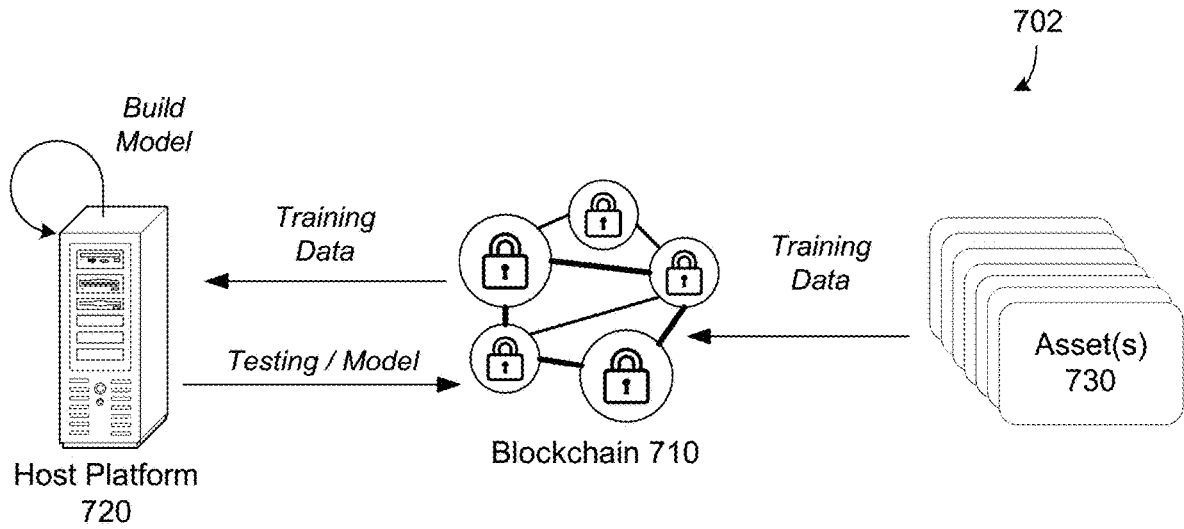 702
Build
Model
Training
Data
Training
Data
Testing / Model
Asset(s)
730
Blockchain 710
Host Platform
720